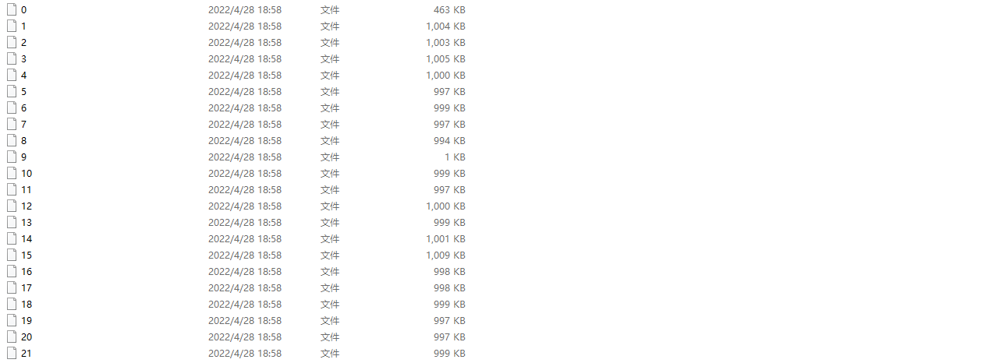 0 2022/4/28 18:58 文件 463 KB
1 2022/4/28 18:58 文件 1,004 KB
2 2022/4/28 18:58 文件 1,003 KB
3 2022/4/28 18:58 文件 1,005 KB
4 2022/4/28 18:58 文件 1,000 KB
5 2022/4/28 18:58 文件 997 KB
6 2022/4/28 18:58 文件 999 KB
7 2022/4/28 18:58 文件 997 KB
8 2022/4/28 18:58 文件 994 KB
9 2022/4/28 18:58 文件 1 KB
10 2022/4/28 18:58 文件 999 KB
11 2022/4/28 18:58 文件 997 KB
12 2022/4/28 18:58 文件 1,000 KB
13 2022/4/28 18:58 文件 999 KB
14 2022/4/28 18:58 文件 1,001 KB
15 2022/4/28 18:58 文件 1,009 KB
16 2022/4/28 18:58 文件 998 KB
17 2022/4/28 18:58 文件 998 KB
18 2022/4/28 18:58 文件 999 KB
19 2022/4/28 18:58 文件 997 KB
20 2022/4/28 18:58 文件 997 KB
21 2022/4/28 18:58 文件 999 KB